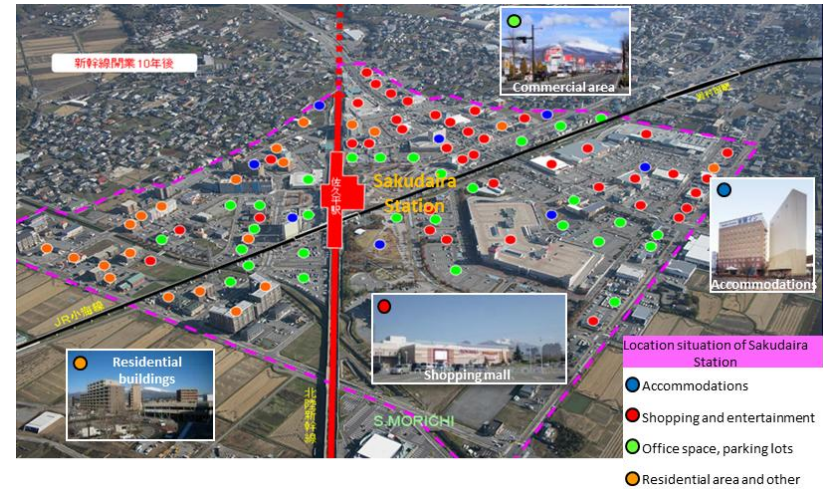 新幹線開業10年後
Commercial area
佐久平駅
Sakudaira
Station
Accommodations
JR小海線
Shopping mall
Residential
buildings
北陸新幹線
S.MORICHI
Location situation of Sakudaira
Station
Accommodations
Shopping and entertainment
Office space, parking lots
Residential area and other